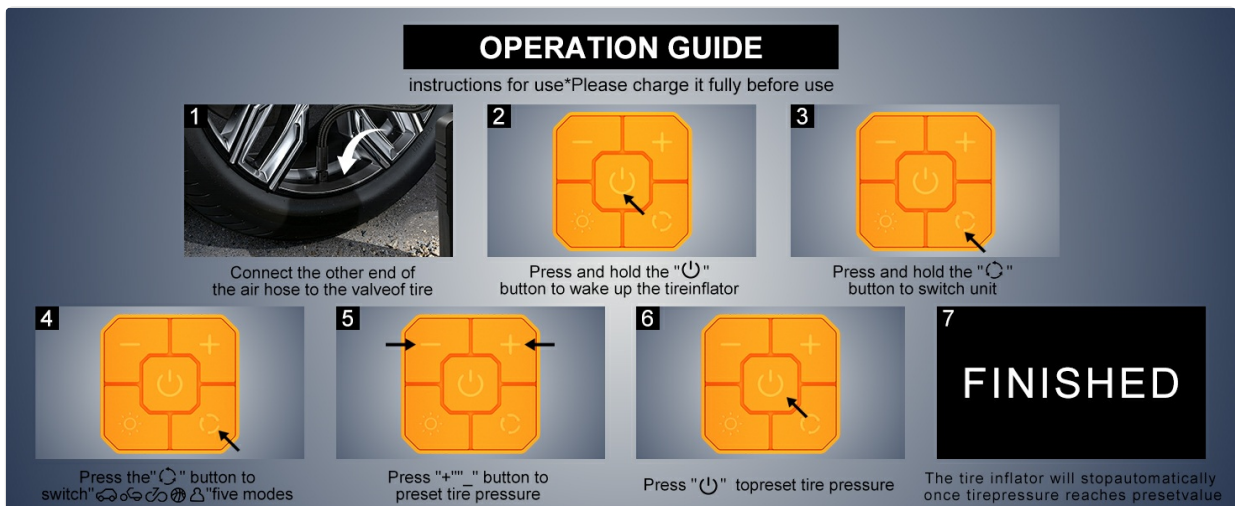 OPERATION GUIDE
instructions for use*Please charge it fully before use
1
Connect the other end of
the air hose to the valveof tire
2
Press and hold the "⏻"
button to wake up the tireinflator
3
Press and hold the "◌"
button to switch unit
4
Press the"◌" button to
switch""five modes
5
Press "+""_" button to
preset tire pressure
6
Press "⏻" topreset tire pressure
7
FINISHED
The tire inflator will stopautomatically
once tirepressure reaches presetvalue